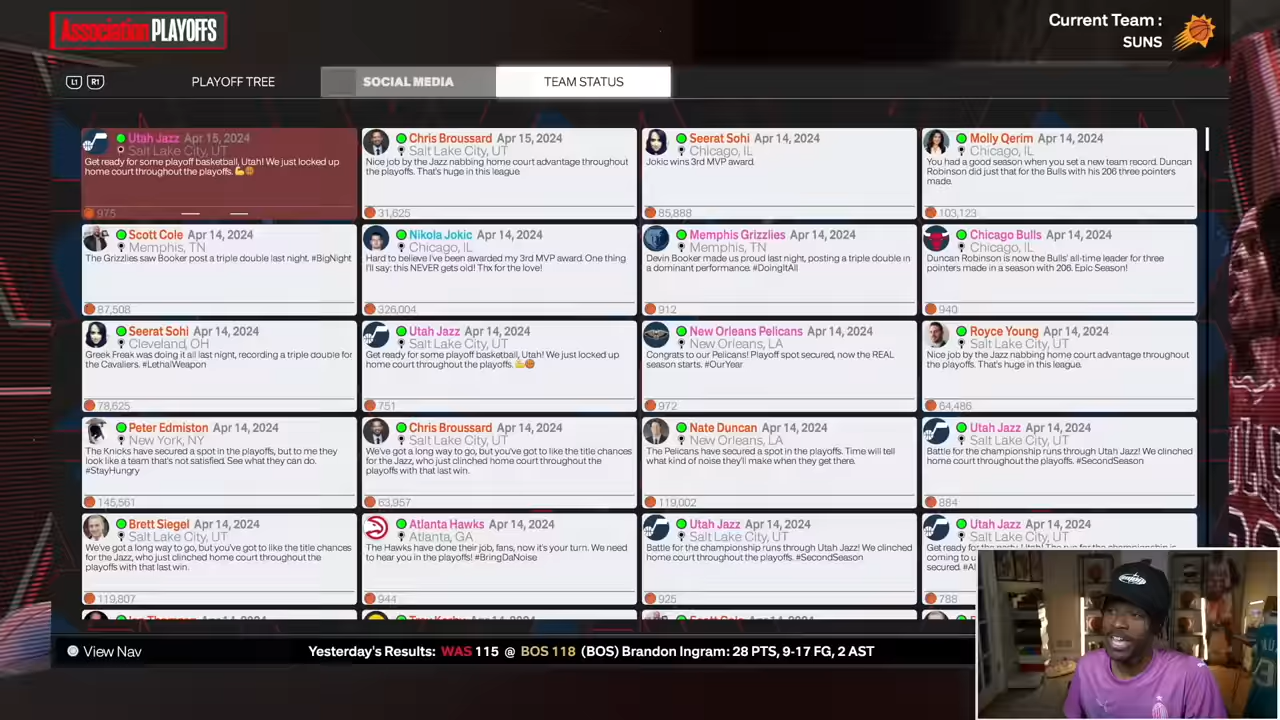 Association PLAYOFFS
Current Team :
SUNS
L1 R1
PLAYOFF TREE
SOCIAL MEDIA
TEAM STATUS
Utah Jazz Apr 15, 2024
Salt Lake City, UT
Get ready for some playoff basketball, Utah! We just locked up
home court throughout the playoffs. 💪🏀
975
Chris Broussard Apr 15, 2024
Salt Lake City, UT
Nice job by the Jazz nabbing home court advantage throughout
the playoffs. That's huge in this league.
31,625
Seerat Sohi Apr 14, 2024
Chicago, IL
Jokic wins 3rd MVP award.
85,888
Molly Qerim Apr 14, 2024
Chicago, IL
You had a good season when you set a new team record. Duncan
Robinson did just that for the Bulls with his 206 three pointers
made.
103,123
Scott Cole Apr 14, 2024
Memphis, TN
The Grizzlies saw Booker post a triple double last night. #BigNight
87,508
Nikola Jokic Apr 14, 2024
Chicago, IL
Hard to believe I've been awarded my 3rd MVP award. One thing
I'll say: this NEVER gets old! Thx for the love!
326,004
Memphis Grizzlies Apr 14, 2024
Memphis, TN
Devin Booker made us proud last night, posting a triple double in
a dominant performance. #DoingItAll
912
Chicago Bulls Apr 14, 2024
Chicago, IL
Duncan Robinson is now the Bulls' all-time leader for three
pointers made in a season with 206. Epic Season!
940
Seerat Sohi Apr 14, 2024
Cleveland, OH
Greek Freak was doing it all last night, recording a triple double for
the Cavaliers. #LethalWeapon
78,625
Utah Jazz Apr 14, 2024
Salt Lake City, UT
Get ready for some playoff basketball, Utah! We just locked up
home court throughout the playoffs. 💪🏀
751
New Orleans Pelicans Apr 14, 2024
New Orleans, LA
Congrats to our Pelicans! Playoff spot secured, now the REAL
season starts. #OurYear
972
Royce Young Apr 14, 2024
Salt Lake City, UT
Nice job by the Jazz nabbing home court advantage throughout
the playoffs. That's huge in this league.
64,486
Peter Edmiston Apr 14, 2024
New York, NY
The Knicks have secured a spot in the playoffs, but to me they
look like a team that's not satisfied. See what they can do.
#StayHungry
145,561
Chris Broussard Apr 14, 2024
Salt Lake City, UT
We've got a long way to go, but you've got to like the title chances
for the Jazz, who just clinched home court throughout the
playoffs with that last win.
63,957
Nate Duncan Apr 14, 2024
New Orleans, LA
The Pelicans have secured a spot in the playoffs. Time will tell
what kind of noise they'll make when they get there.
119,002
Utah Jazz Apr 14, 2024
Salt Lake City, UT
Battle for the championship runs through Utah Jazz! We clinched
home court throughout the playoffs. #SecondSeason
884
Brett Siegel Apr 14, 2024
Salt Lake City, UT
We've got a long way to go, but you've got to like the title chances
for the Jazz, who just clinched home court throughout the
playoffs with that last win.
119,807
Atlanta Hawks Apr 14, 2024
Atlanta, GA
The Hawks have done their job, fans, now it's your turn. We need
to hear you in the playoffs! #BringDaNoise
944
Utah Jazz Apr 14, 2024
Salt Lake City, UT
Battle for the championship runs through Utah Jazz! We clinched
home court throughout the playoffs. #SecondSeason
925
Utah Jazz Apr 14, 2024
Salt Lake City, UT
Get ready for the party, Utah! The run for the championship is
coming to
secured.
788
View Nav
Yesterday's Results: WAS 115 @ BOS 118 (BOS) Brandon Ingram: 28 PTS, 9-17 FG, 2 AST